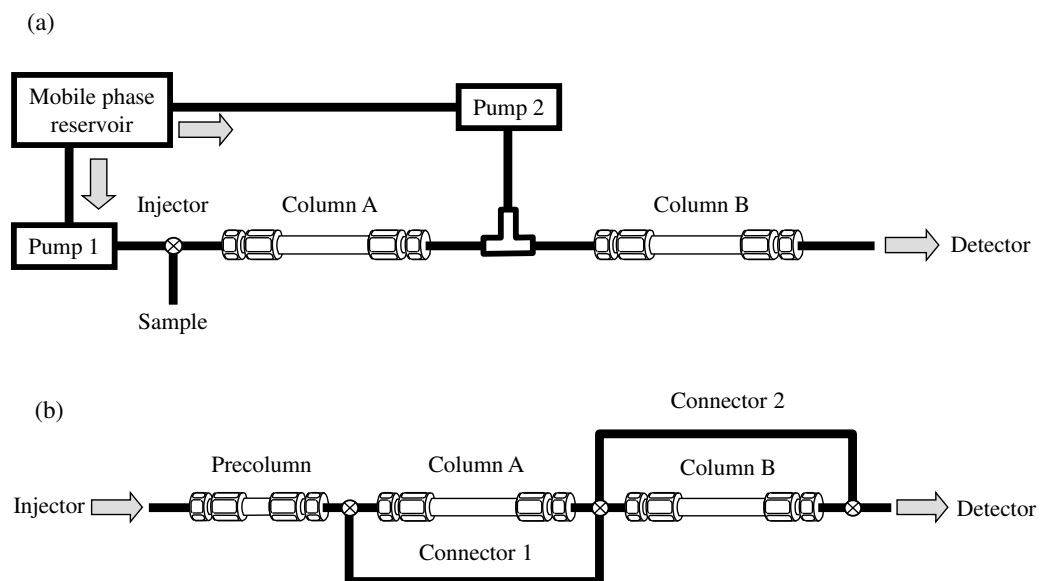 (a)
Mobile phase
reservoir
Pump 2
Injector
Column A
Column B
Pump 1
Detector
Sample
(b)
Connector 2
Precolumn
Column A
Column B
Injector
Detector
Connector 1